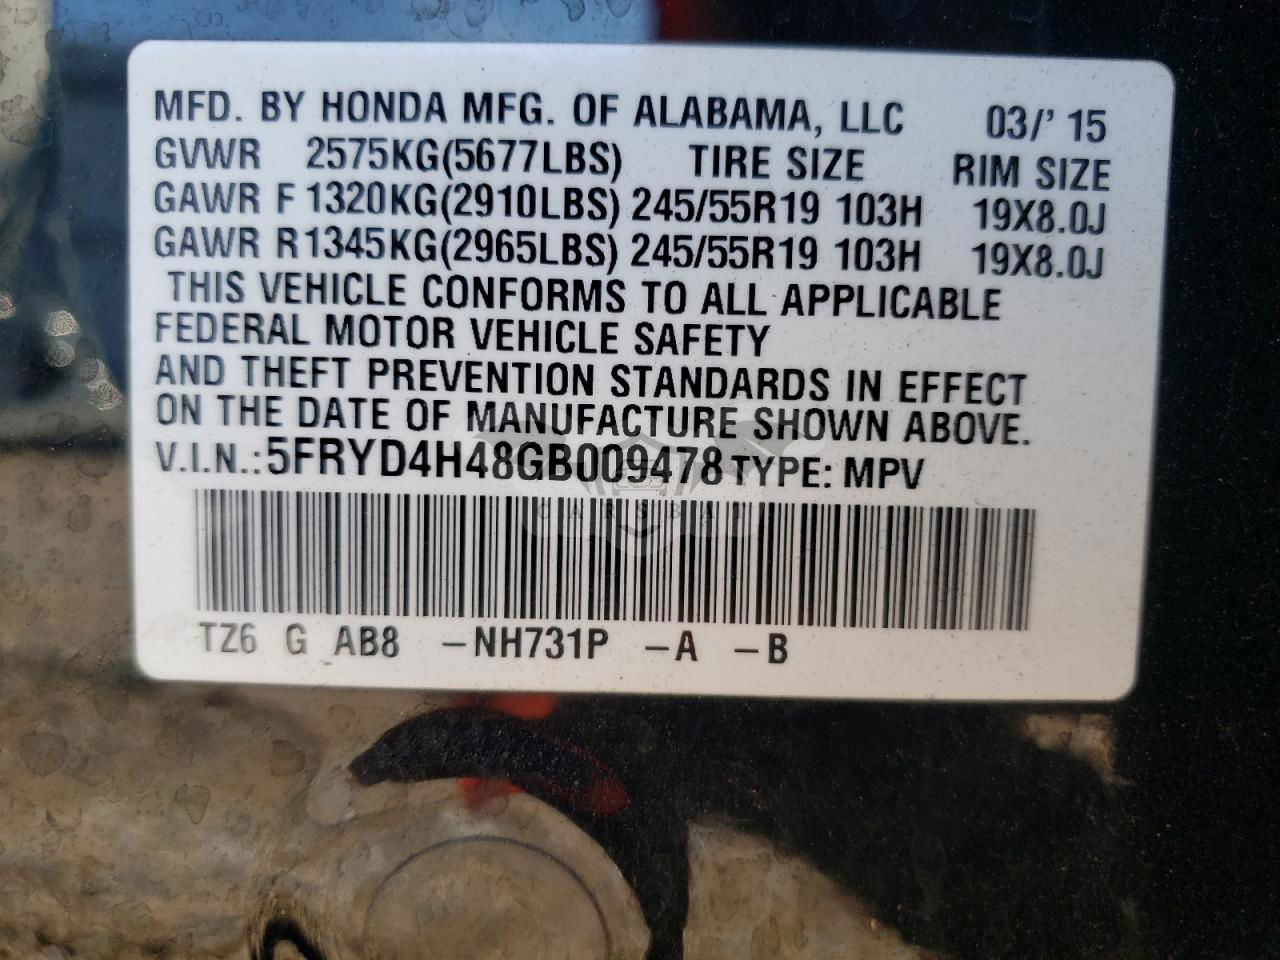 MFD. BY HONDA MFG. OF ALABAMA, LLC 03/' 15
GVWR 2575KG(5677LBS) TIRE SIZE RIM SIZE
GAWR F 1320KG(2910LBS) 245/55R19 103H 19X8.0J
GAWR R1345KG(2965LBS) 245/55R19 103H 19X8.0J
THIS VEHICLE CONFORMS TO ALL APPLICABLE
FEDERAL MOTOR VEHICLE SAFETY
AND THEFT PREVENTION STANDARDS IN EFFECT
ON THE DATE OF MANUFACTURE SHOWN ABOVE.
V.I.N.:5FRYD4H48GB009478 TYPE: MPV
CARSBAT
TZ6 G AB8 -NH731P -A -B